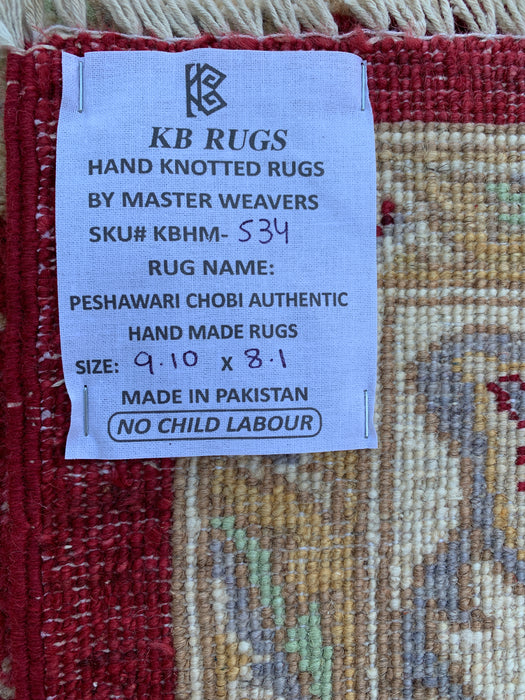 KB RUGS
HAND KNOTTED RUGS
BY MASTER WEAVERS
SKU# KBHM- 534
RUG NAME:
PESHAWARI CHOBI AUTHENTIC
HAND MADE RUGS
SIZE: 9.10 X 8.1
MADE IN PAKISTAN
NO CHILD LABOUR